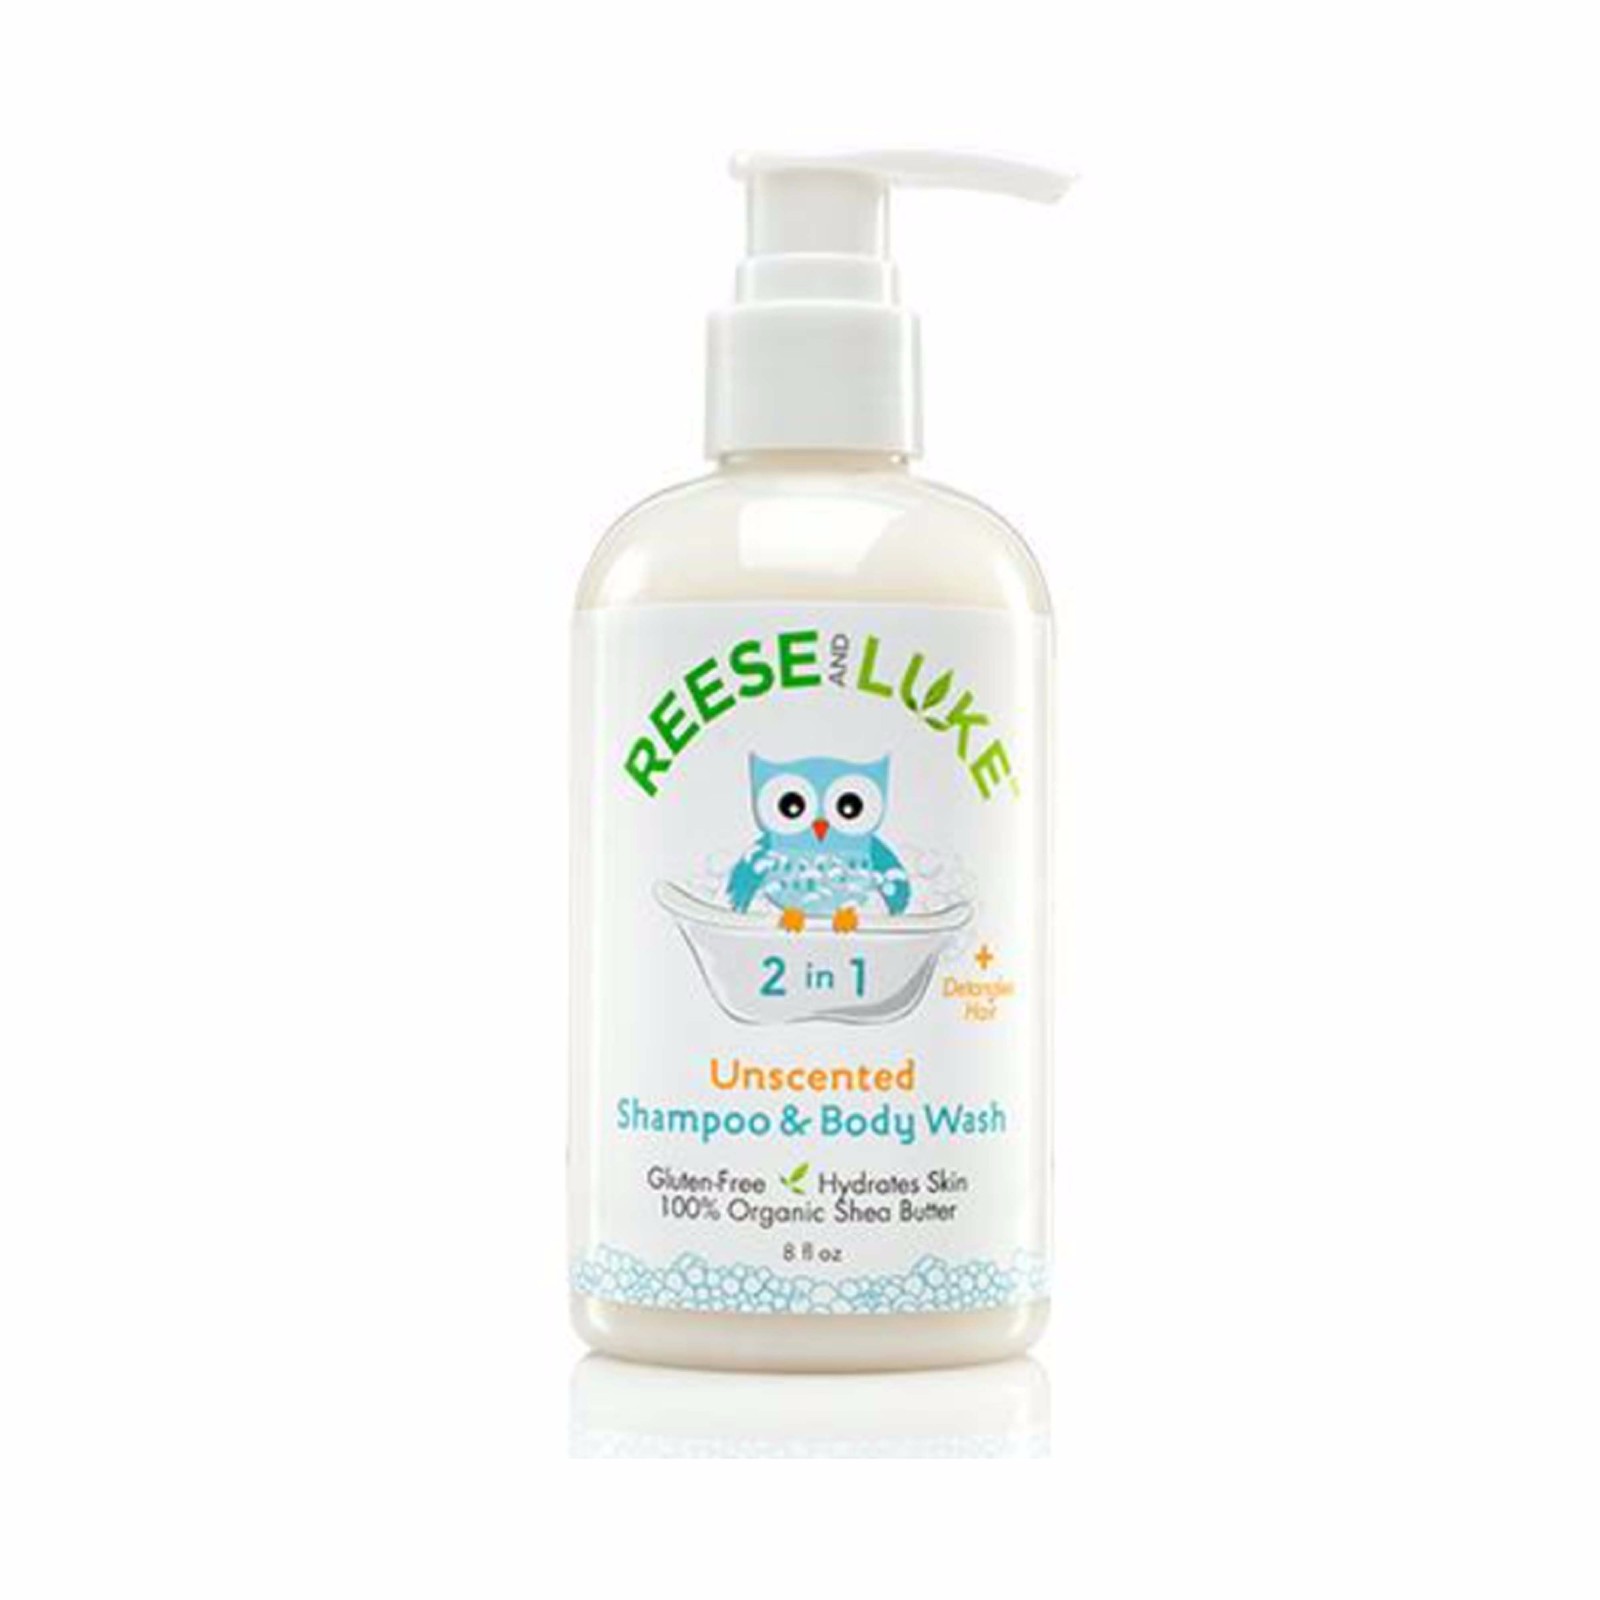 REESE AND LUKE
2 in 1
+
Detangles
Hair
Unscented
Shampoo & Body Wash
Gluten-Free Hydrates Skin
100% Organic Shea Butter
8 fl oz